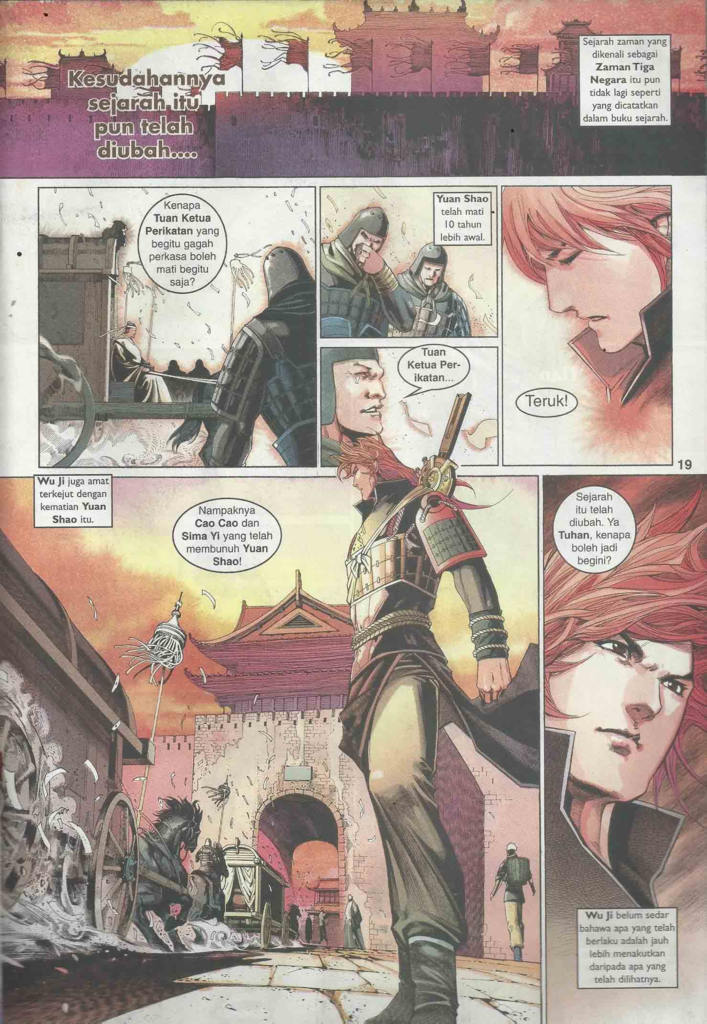 Kesudahannya
sejarah itu
pun telah
diubah....
Sejarah zaman yang
dikenali sebagai
Zaman Tiga
Negara itu pun
tidak lagi seperti
yang dicatatkan
dalam buku sejarah.
Kenapa
Tuan Ketua
Perikatan yang
begitu gagah
perkasa boleh
mati begitu
saja?
Yuan Shao
telah mati
10 tahun
lebih awal.
Tuan
Ketua Per-
ikatan...
Teruk!
19
Wu Ji juga amat
terkejut dengan
kematian Yuan
Shao itu.
Nampaknya
Cao Cao dan
Sima Yi yang telah
membunuh Yuan
Shao!
Sejarah
itu telah
diubah. Ya
Tuhan, kenapa
boleh jadi
begini?
Wu Ji belum sedar
bahawa apa yang telah
berlaku adalah jauh
lebih menakutkan
daripada apa yang
telah dilihatnya.